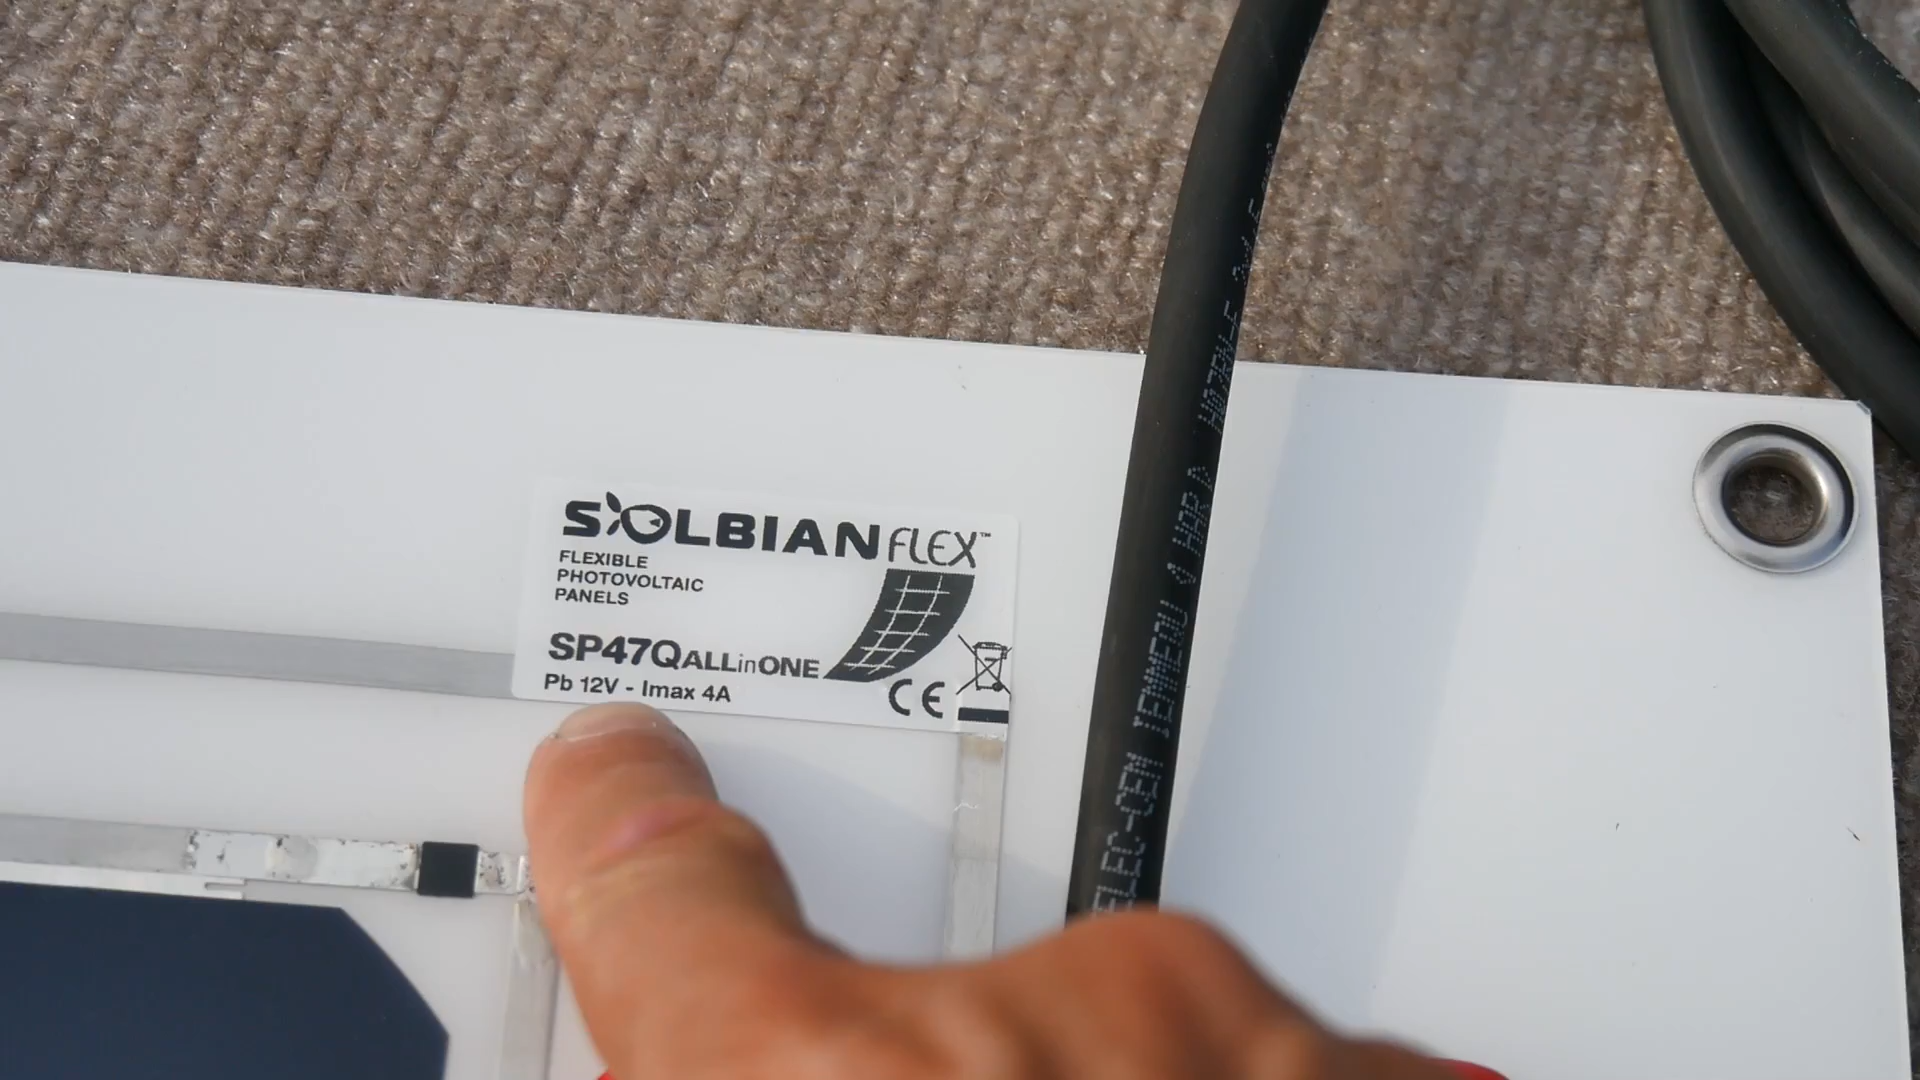 SOLBIANFLEX™
FLEXIBLE
PHOTOVOLTAIC
PANELS
SP47QALLinONE
Pb 12V - Imax 4A
CE